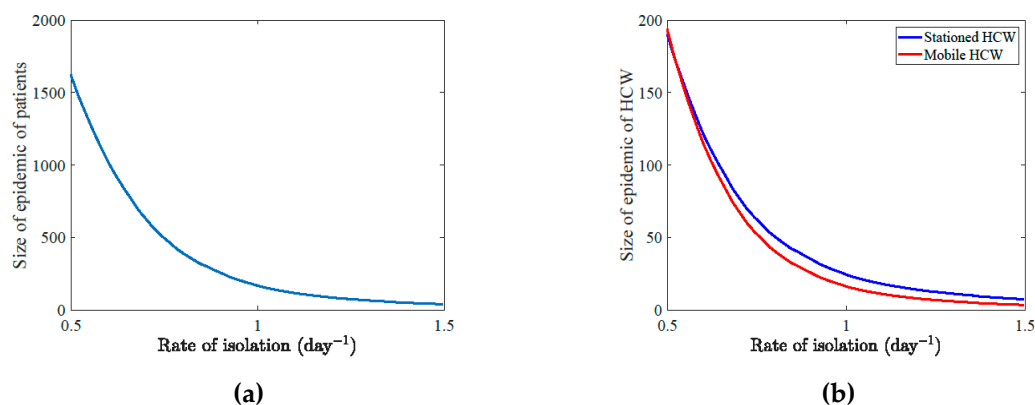 2000
1500
1000
500
0
0.5
1
1.5
Size of epidemic of patients
Rate of isolation (day⁻¹)
(a)
200
150
100
50
0
0.5
1
1.5
Size of epidemic of HCW
Rate of isolation (day⁻¹)
Stationed HCW
Mobile HCW
(b)